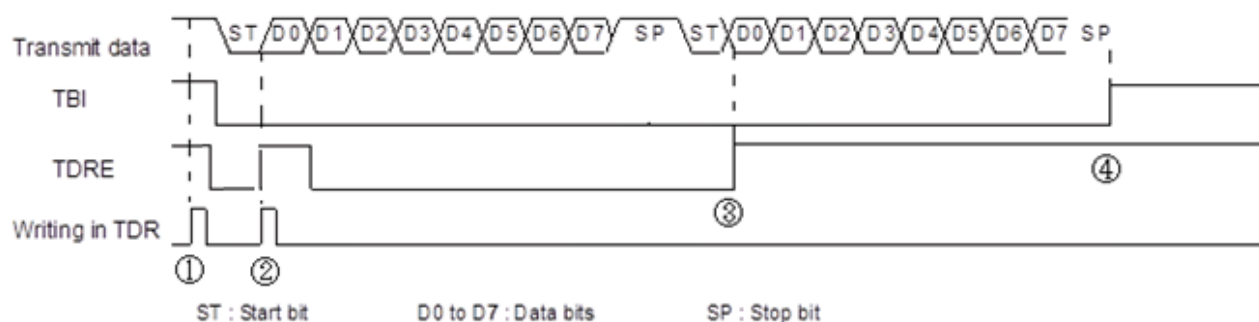 Transmit data ST D0 D1 D2 D3 D4 D5 D6 D7 SP ST D0 D1 D2 D3 D4 D5 D6 D7 SP
TBI
TDRE
④
③
Writing in TDR
① ②
ST : Start bit D0 to D7 : Data bits SP : Stop bit